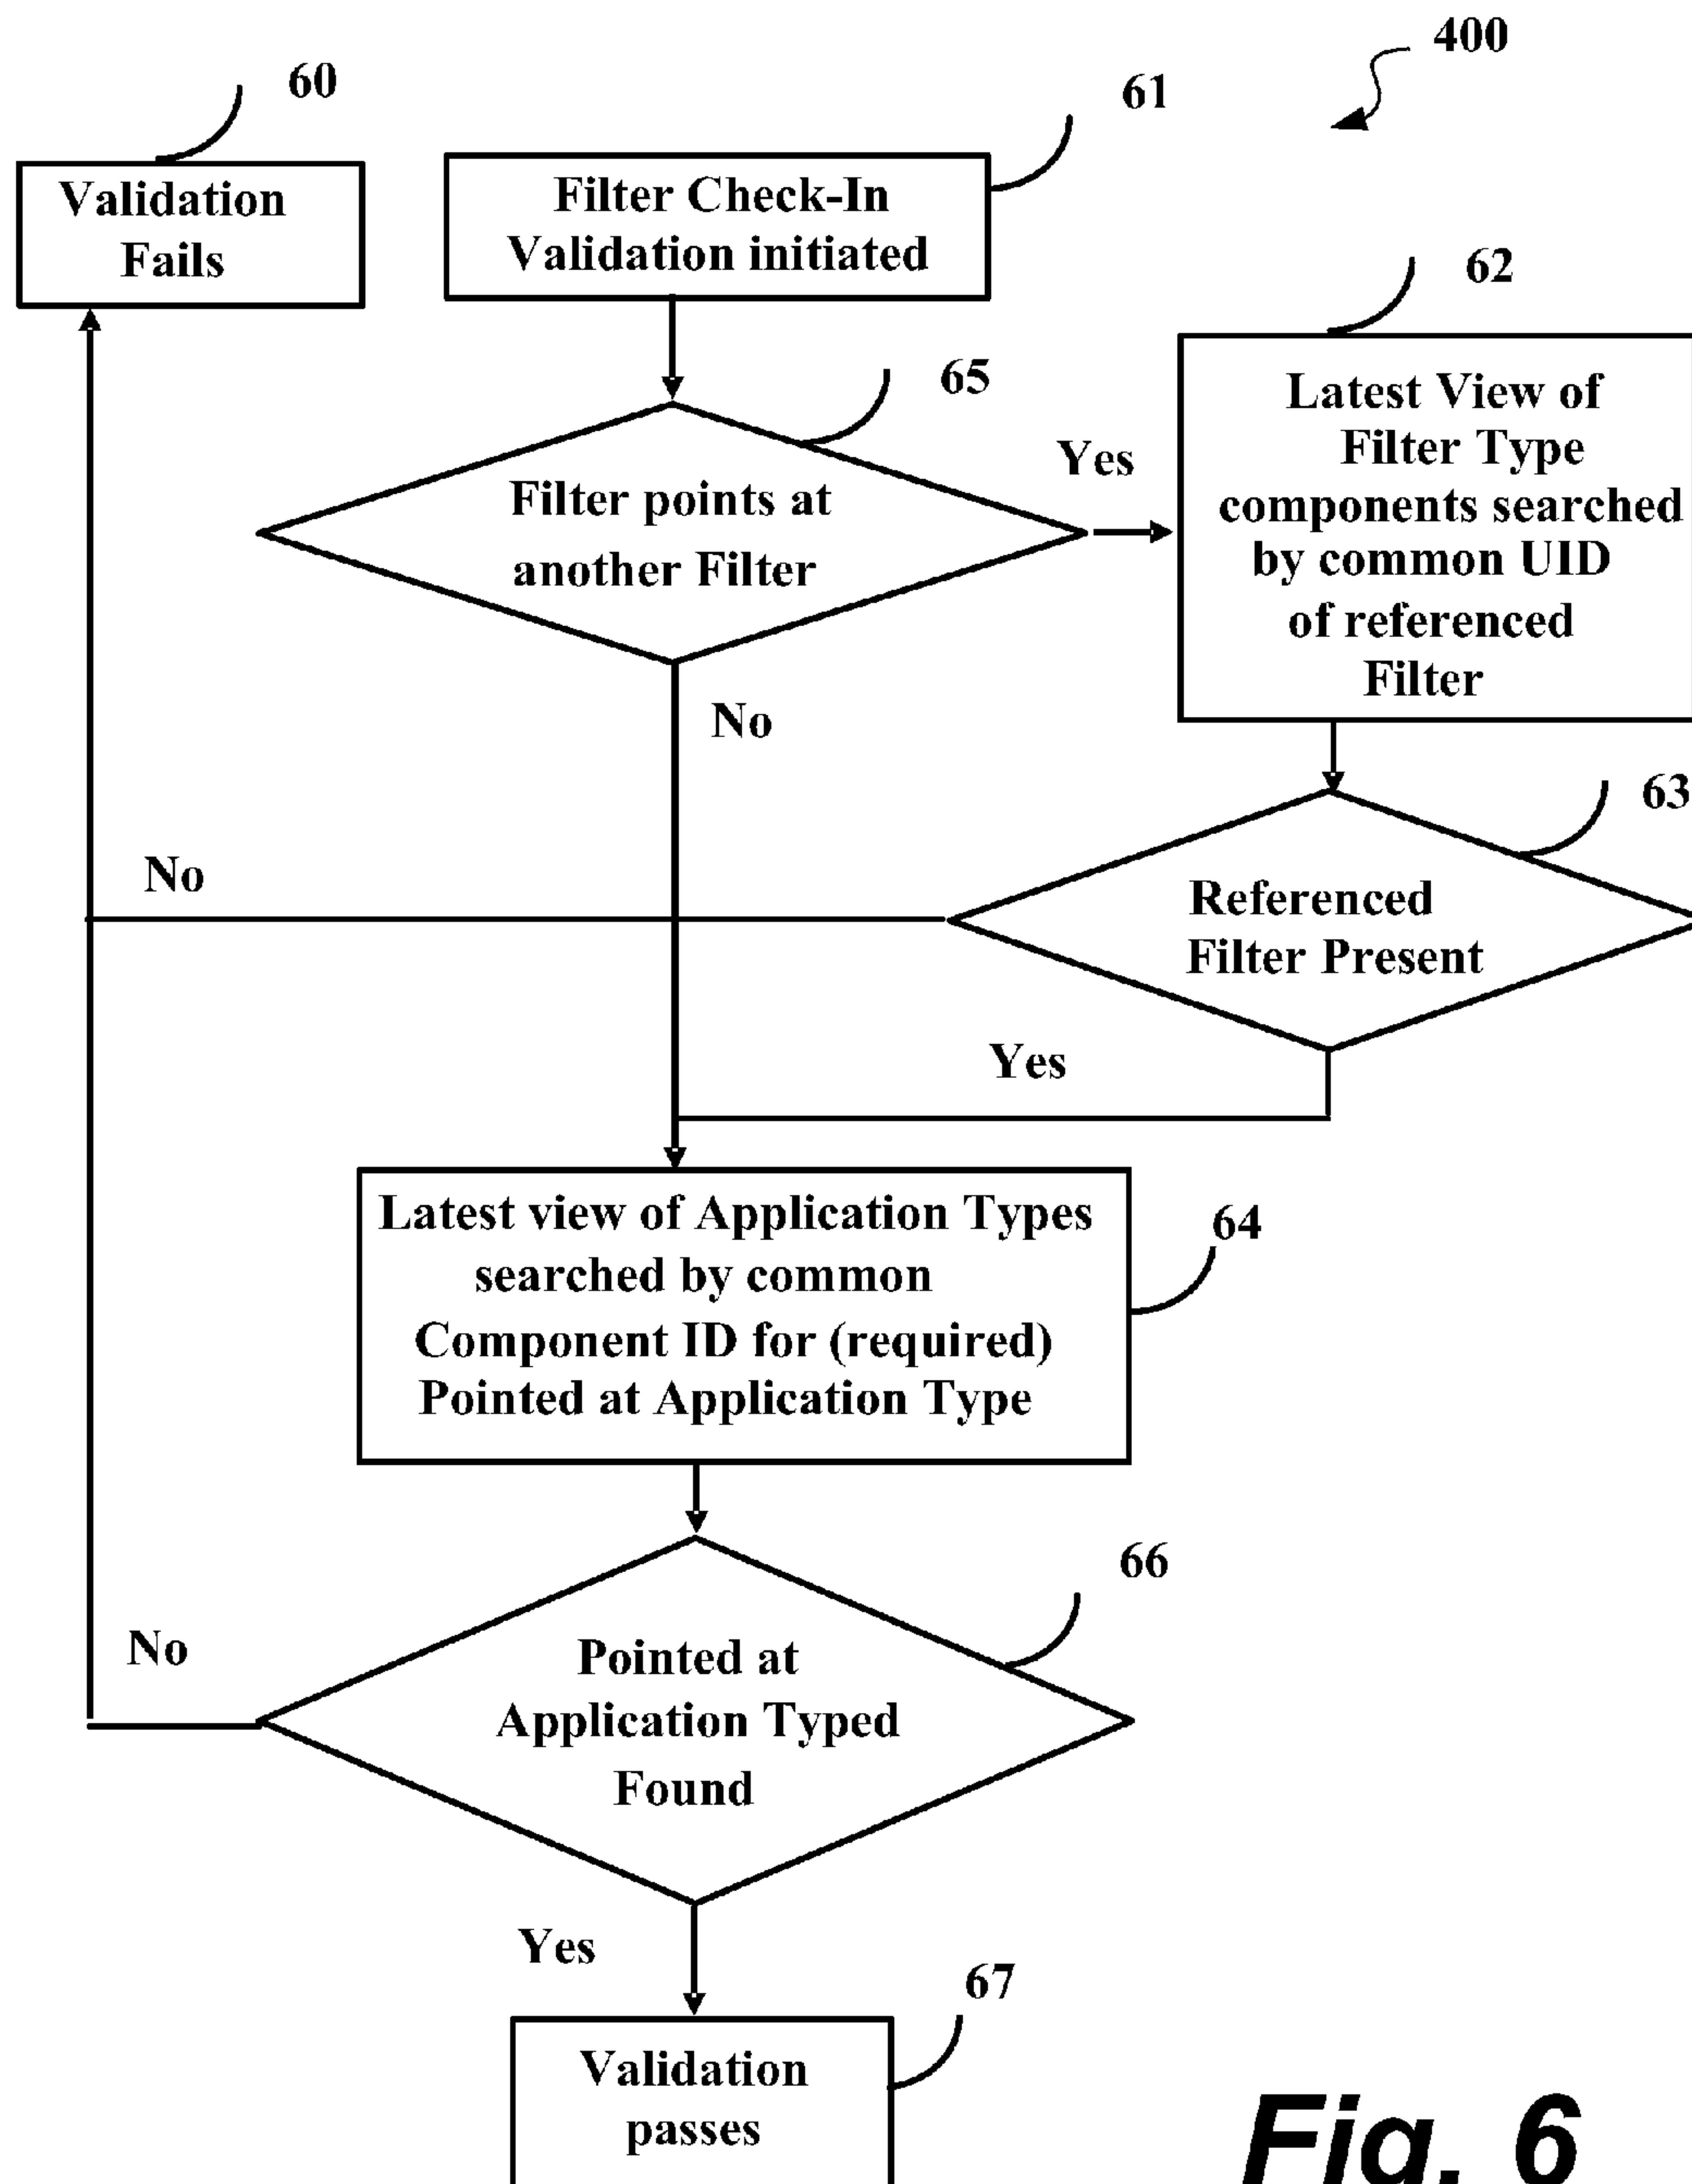 400
60
61
Validation
Fails
Filter Check-In
Validation initiated
62
65
Latest View of
Filter Type
components searched
by common UID
of referenced
Filter
Yes
Filter points at
another Filter
No
63
No
Referenced
Filter Present
Yes
Latest view of Application Types
searched by common
Component ID for (required)
Pointed at Application Type
64
66
No
Pointed at
Application Typed
Found
Yes
67
Validation
passes
Fig. 6